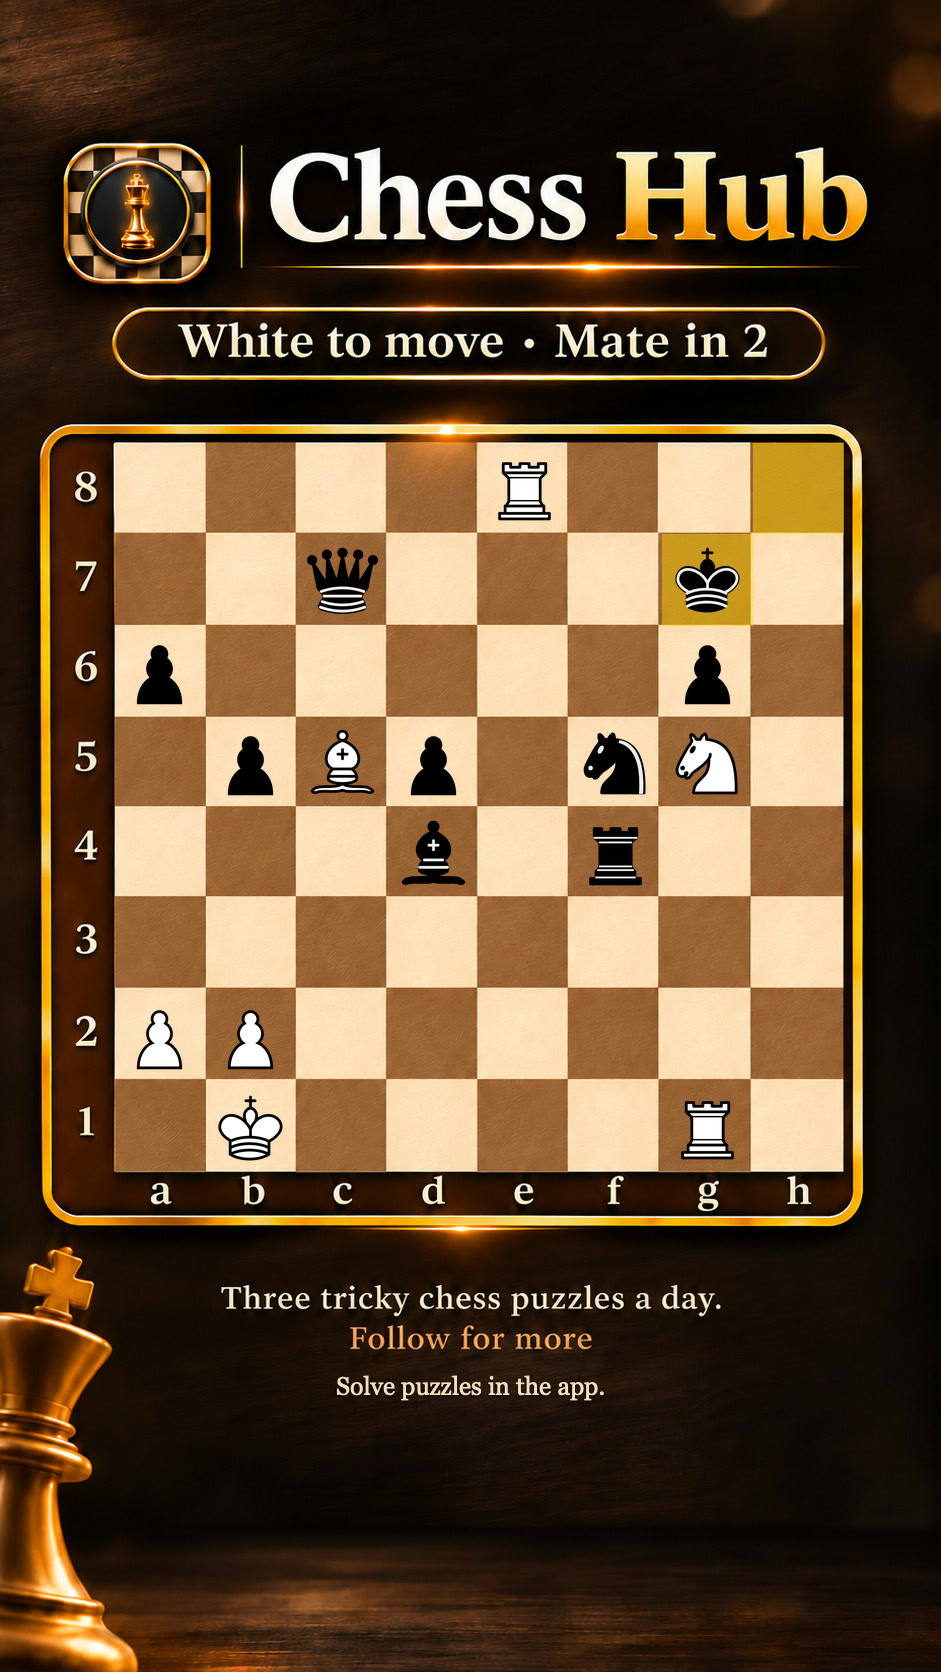 Chess Hub
White to move • Mate in 2
8
7
6
5
4
3
2
1
a b c d e f g h
Three tricky chess puzzles a day.
Follow for more
Solve puzzles in the app.